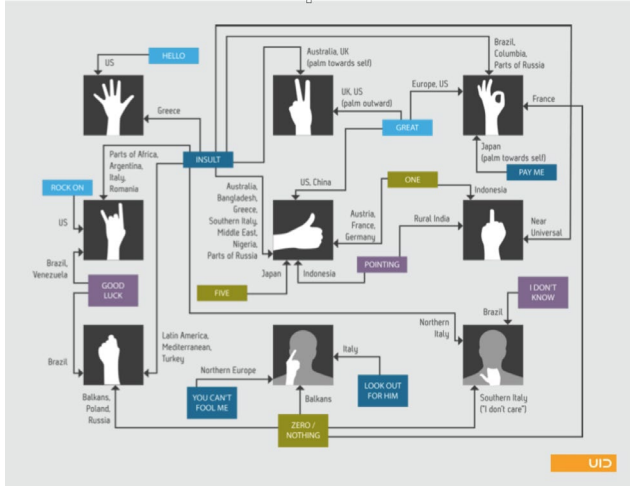 HELLO
US
Greece
Australia, UK
(palm towards self)
UK, US
(palm outward)
Brazil,
Columbia,
Parts of Russia
Europe, US
France
GREAT
Japan
(palm towards self)
PAY ME
INSULT
Parts of Africa,
Argentina,
Italy,
Romania
ROCK ON
US
Brazil,
Venezuela
GOOD
LUCK
Australia,
Bangladesh,
Greece,
Southern Italy,
Middle East,
Nigeria,
Parts of Russia
US, China
ONE
Indonesia
Austria,
France,
Germany
Rural India
Near
Universal
POINTING
Japan
Indonesia
FIVE
I DON'T
KNOW
Brazil
Northern
Italy
Brazil
Latin America,
Mediterranean,
Turkey
Northern Europe
Italy
YOU CAN'T
FOOL ME
LOOK OUT
FOR HIM
Balkans,
Poland,
Russia
Balkans
Southern Italy
("I don't care")
ZERO /
NOTHING
UID